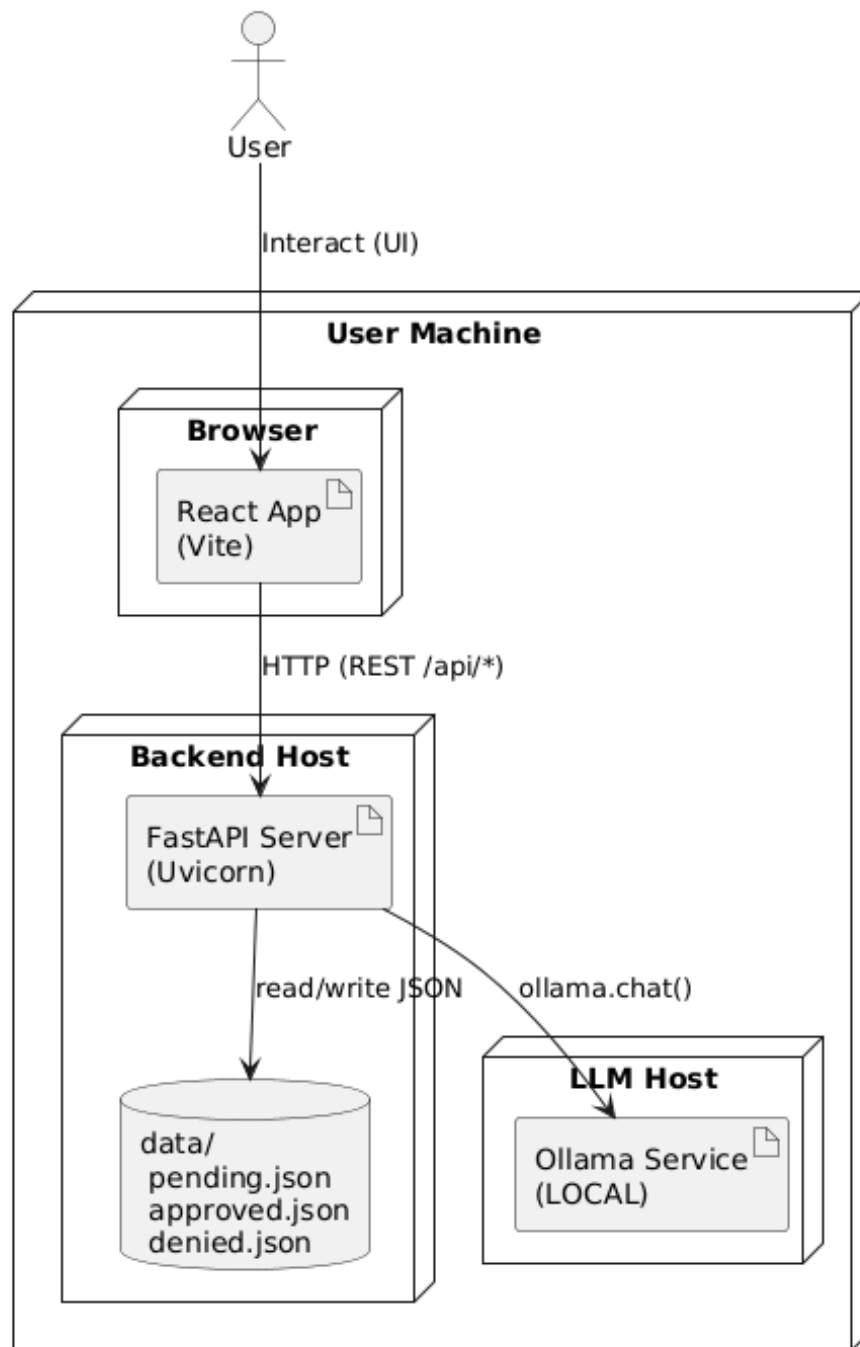 User
Interact (UI)
User Machine
Browser
React App
(Vite)
HTTP (REST /api/*)
Backend Host
FastAPI Server
(Uvicorn)
read/write JSON
ollama.chat()
LLM Host
data/
pending.json
approved.json
denied.json
Ollama Service
(LOCAL)